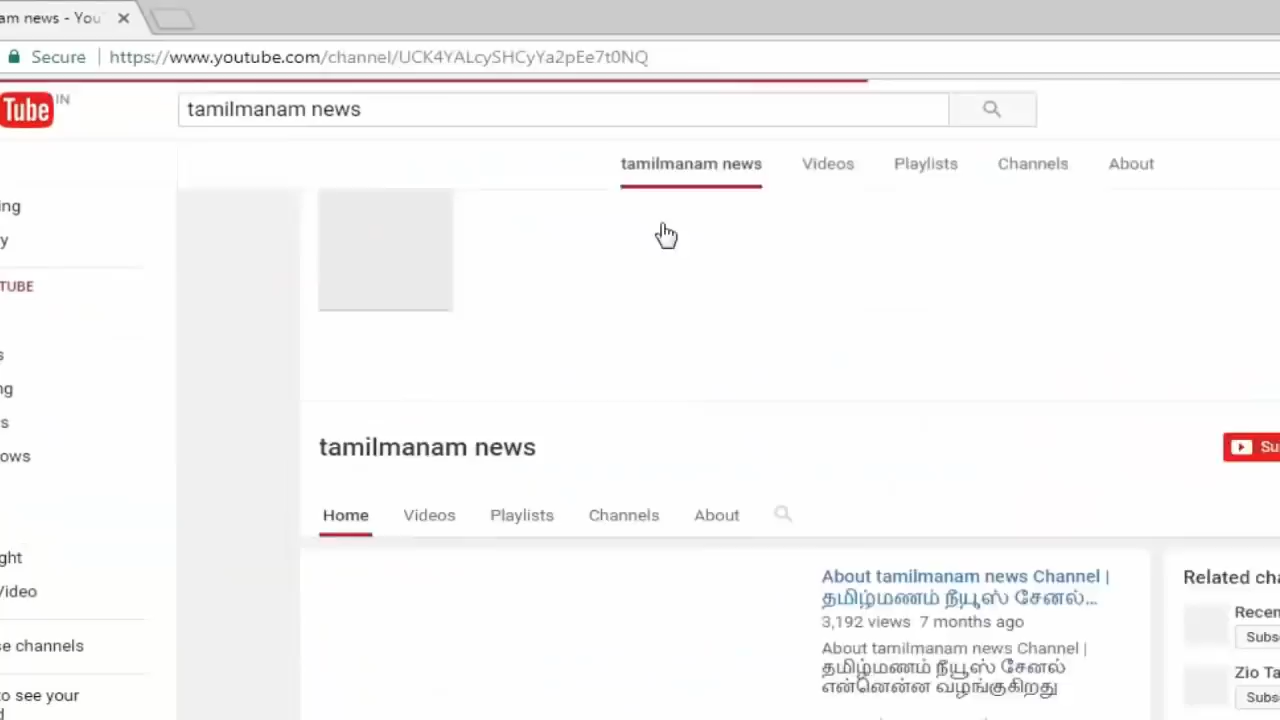 am news - You
Secure | https://www.youtube.com/channel/UCK4YALcySHCyYa2pEe7t0NQ
Tube IN
tamilmanam news
tamilmanam news Videos Playlists Channels About
ing
y
TUBE
s
ng
s
ows
ght
Video
se channels
to see your
d
tamilmanam news
Su
Home Videos Playlists Channels About
About tamilmanam news Channel |
தமிழ்மணம் நீயூஸ் சேனல்...
3,192 views 7 months ago
About tamilmanam news Channel |
தமிழ்மணம் நீயூஸ் சேனல்
என்னென்ன வழங்குகிறது
Related cha
Recen
Subs
Zio Ta
Subs